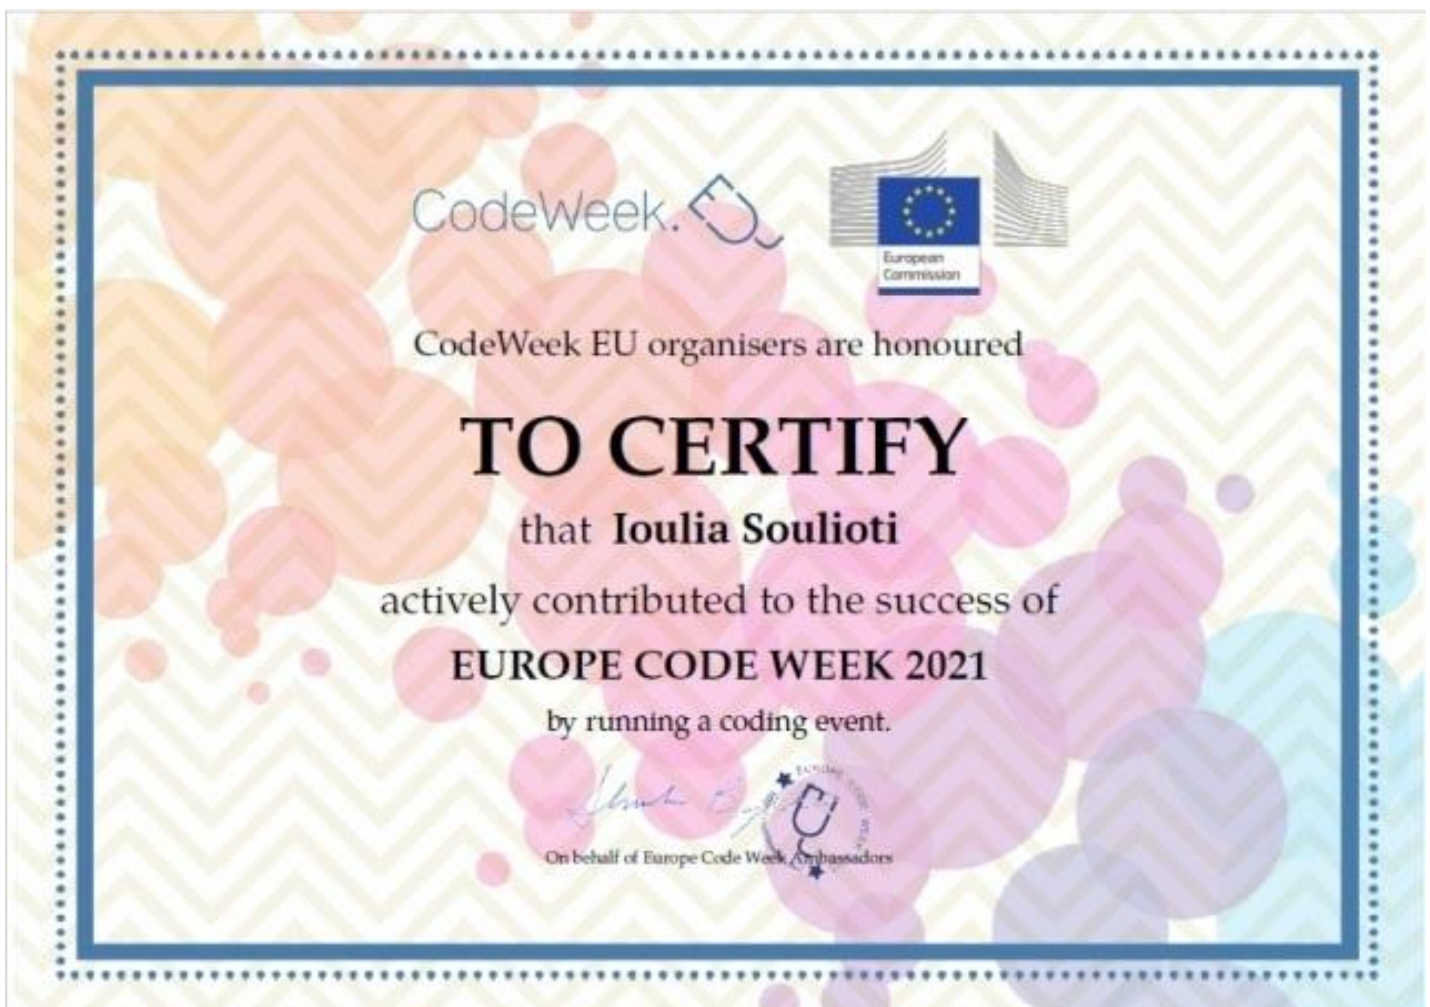 CodeWeek.EU
European
Commission
CodeWeek EU organisers are honoured
TO CERTIFY
that Ioulia Soulioti
actively contributed to the success of
EUROPE CODE WEEK 2021
by running a coding event.
On behalf of Europe Code Week Ambassadors